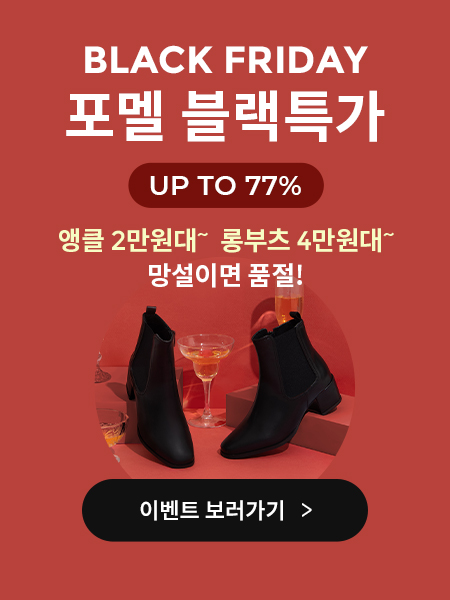 BLACK FRIDAY
포멜 블랙특가
UP TO 77%
앵클 2만원대~ 롱부츠 4만원대~
망설이면 품절!
이벤트 보러가기 >